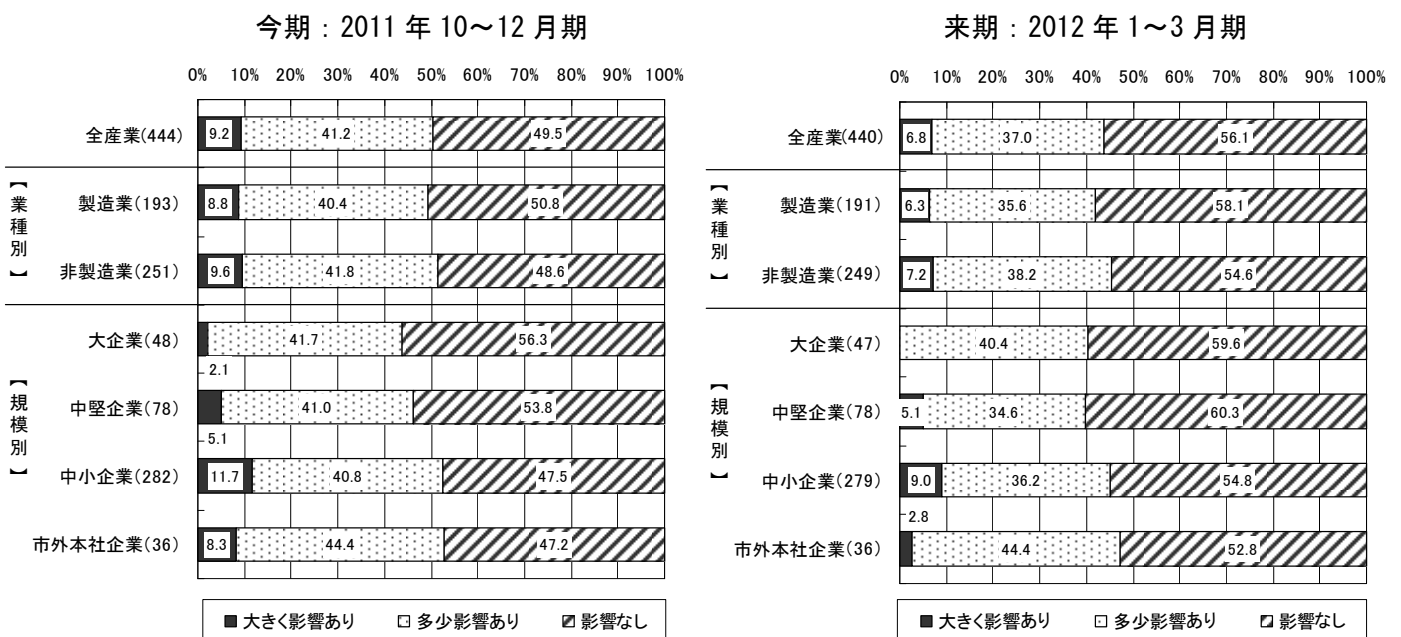 今期：2011 年 10～12 月期
0% 10% 20% 30% 40% 50% 60% 70% 80% 90% 100%
全産業(444) 9.2 41.2 49.5
【業種別】
製造業(193) 8.8 40.4 50.8
非製造業(251) 9.6 41.8 48.6
【規模別】
大企業(48) 41.7 56.3
2.1
中堅企業(78) 41.0 53.8
5.1
中小企業(282) 11.7 40.8 47.5
市外本社企業(36) 8.3 44.4 47.2
大きく影響あり 多少影響あり 影響なし
来期：2012 年 1～3 月期
0% 10% 20% 30% 40% 50% 60% 70% 80% 90% 100%
全産業(440) 6.8 37.0 56.1
【業種別】
製造業(191) 6.3 35.6 58.1
非製造業(249) 7.2 38.2 54.6
【規模別】
大企業(47) 40.4 59.6
中堅企業(78) 5.1 34.6 60.3
中小企業(279) 9.0 36.2 54.8
2.8
市外本社企業(36) 44.4 52.8
大きく影響あり 多少影響あり 影響なし